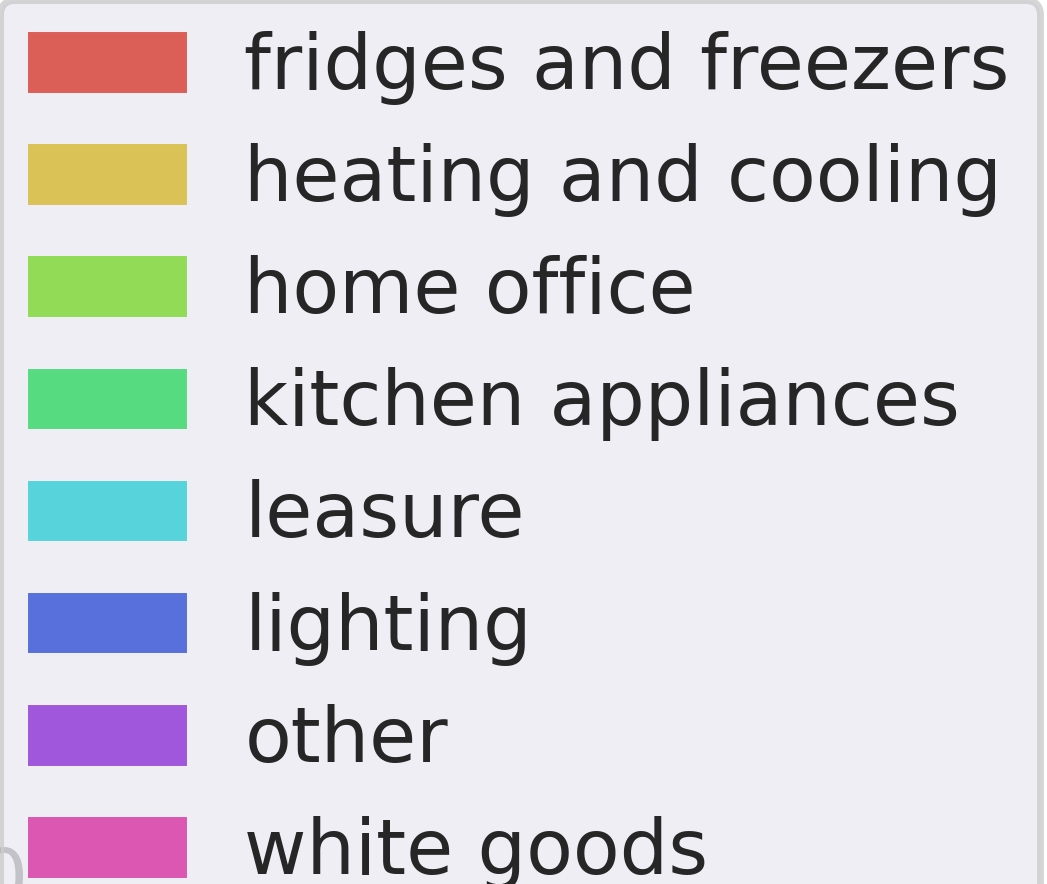 fridges and freezers
heating and cooling
home office
kitchen appliances
leasure
lighting
other
white goods